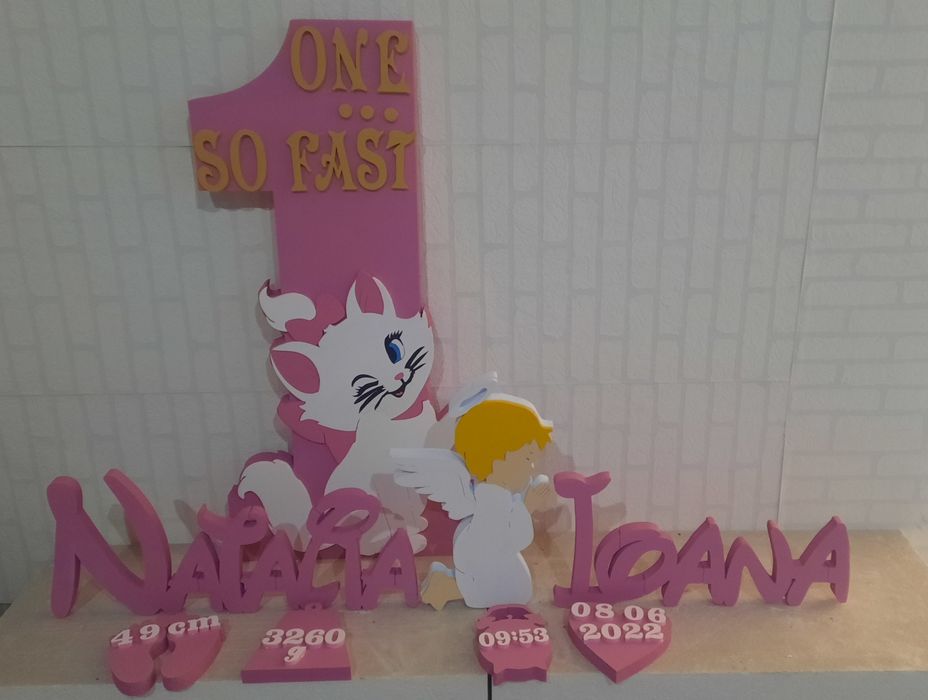 ONE
...
SO FAST
NATALIA IOANA
49 cm
3260
g
09:53
08 06
2022